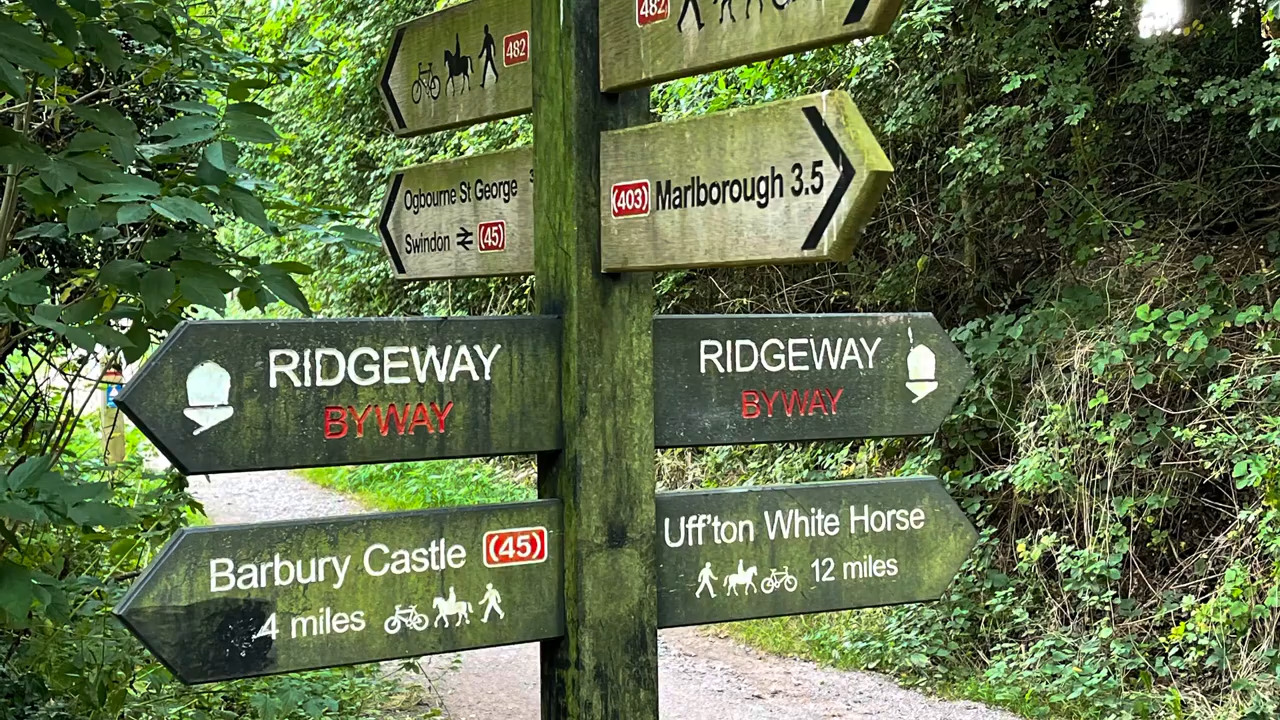 482
482
Ogbourne St George
Swindon (45)
(403) Marlborough 3.5
RIDGEWAY
BYWAY
RIDGEWAY
BYWAY
Barbury Castle (45)
4 miles
Uff'ton White Horse
12 miles